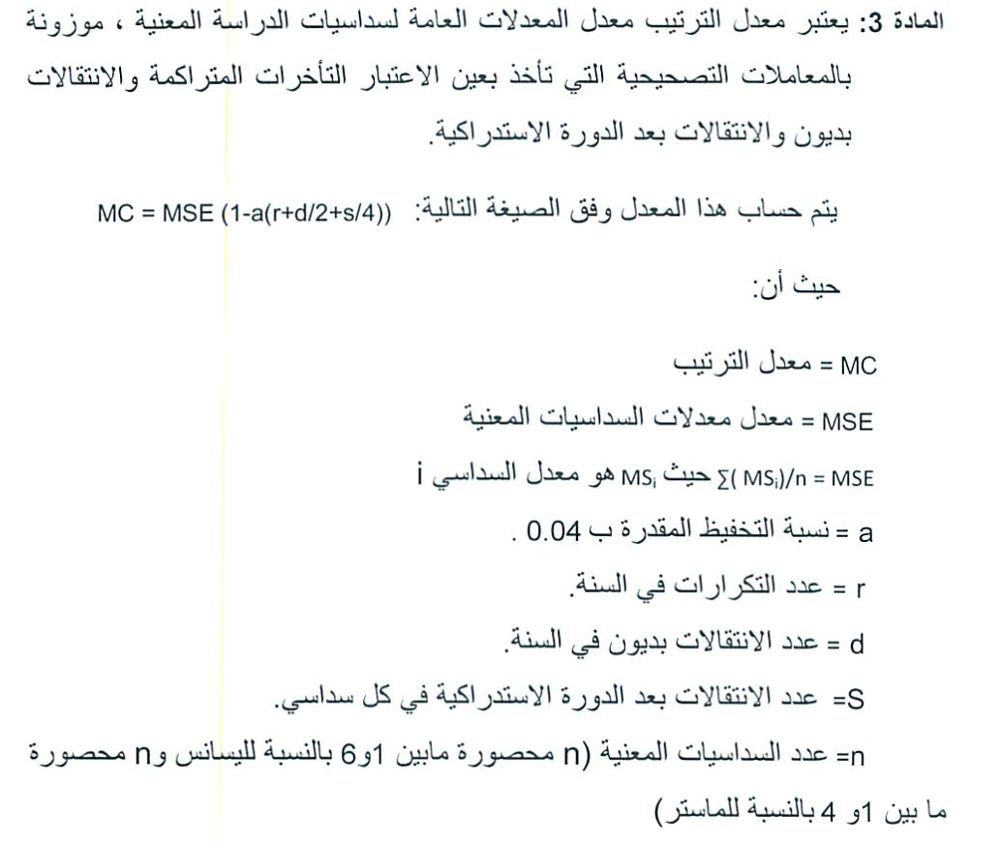 المادة 3: يعتبر معدل الترتيب معدل المعدلات العامة لسداسيات الدراسة المعنية ، موزونة
بالمعاملات التصحيحية التي تأخذ بعين الاعتبار التأخرات المتراكمة والانتقالات
بديون والانتقالات بعد الدورة الاستدراكية.
يتم حساب هذا المعدل وفق الصيغة التالية: MC = MSE (1-a(r+d/2+s/4))
حيث أن:
MC = معدل الترتيب
MSE = معدل معدلات السداسيات المعنية
MSE = ∑( MSi)/n حيث MSi هو معدل السداسي i
a = نسبة التخفيظ المقدرة ب 0.04 .
r = عدد التكرارات في السنة.
d = عدد الانتقالات بديون في السنة.
S= عدد الانتقالات بعد الدورة الاستدراكية في كل سداسي.
n= عدد السداسيات المعنية (n محصورة مابين 1و6 بالنسبة لليسانس وn محصورة
ما بين 1و 4 بالنسبة للماستر)